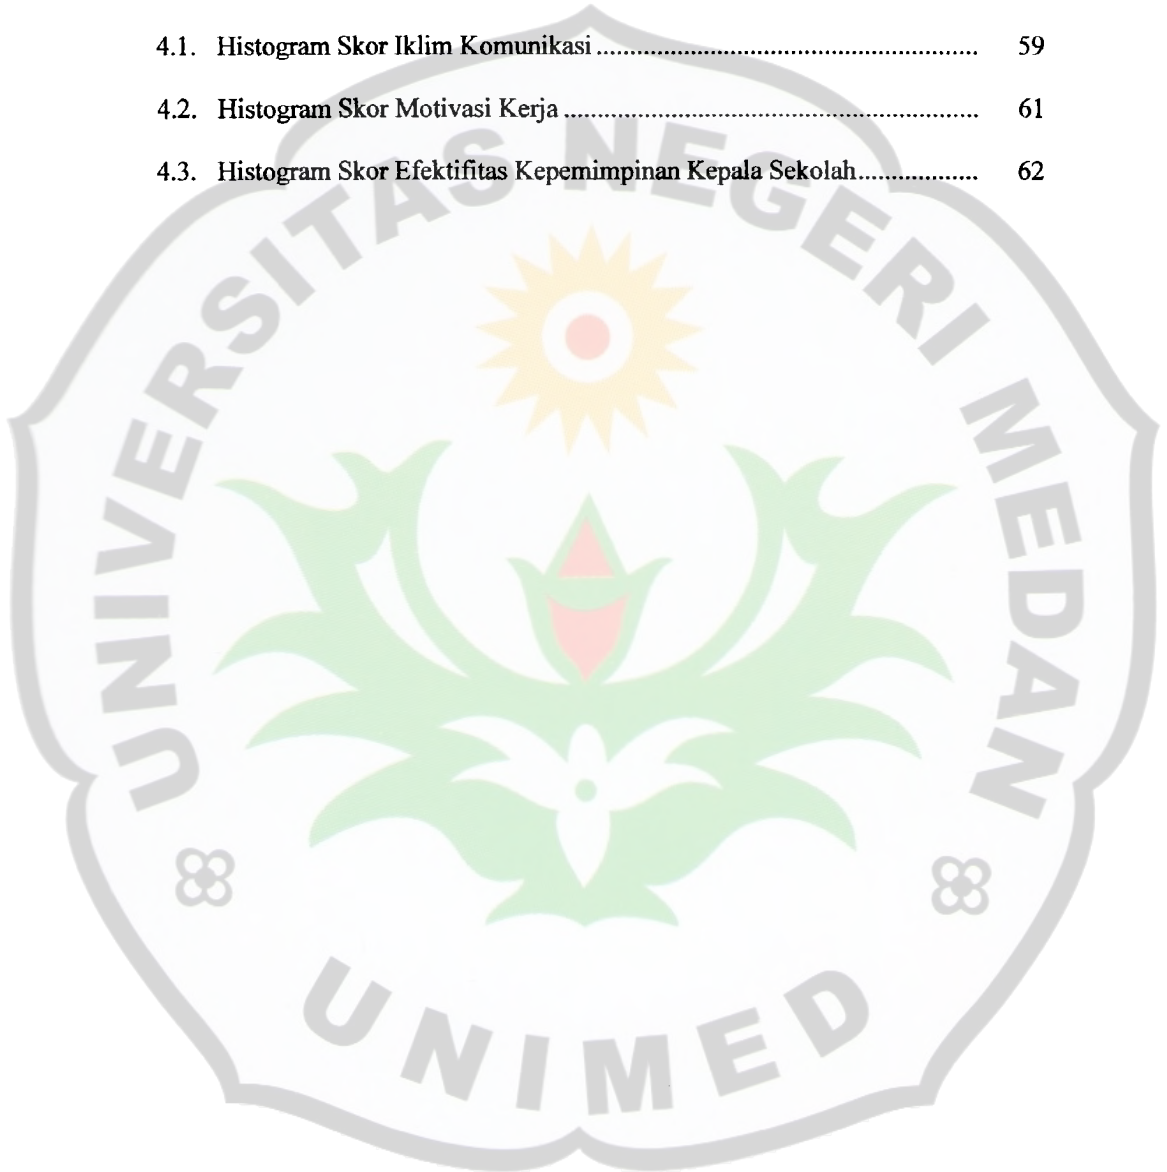 4.1. Histogram Skor Iklim Komunikasi ........................................................ 59
4.2. Histogram Skor Motivasi Kerja ............................................................. 61
4.3. Histogram Skor Efektifitas Kepemimpinan Kepala Sekolah.................. 62
UNIVERSITAS NEGERI MEDAN
UNIMED